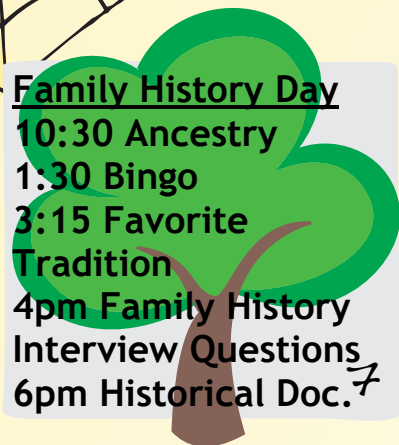 Family History Day
10:30 Ancestry
1:30 Bingo
3:15 Favorite
Tradition
4pm Family History
Interview Questions
6pm Historical Doc.
7